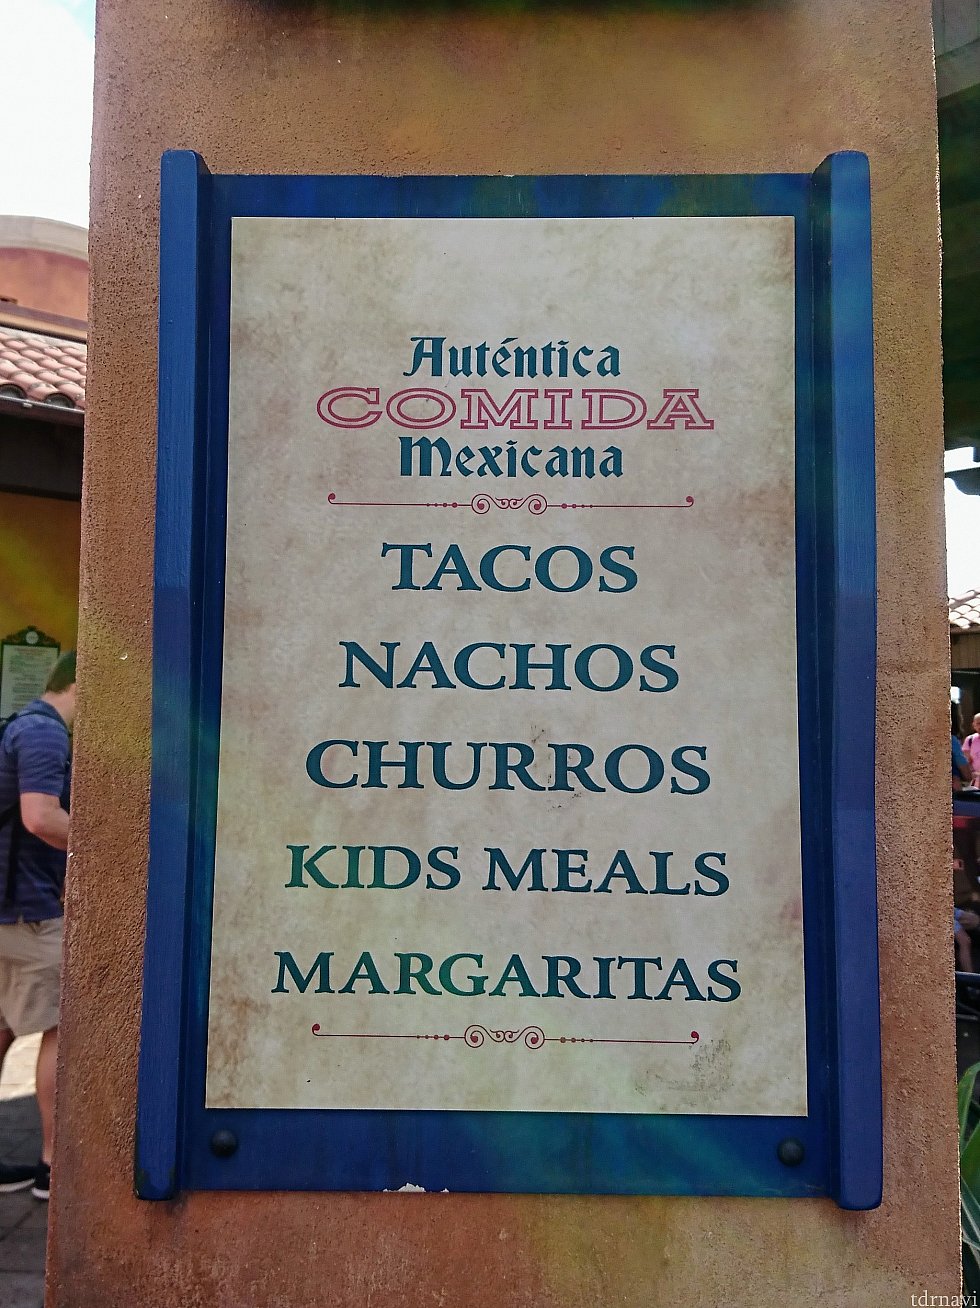 Auténtica
COMIDA
Mexicana
TACOS
NACHOS
CHURROS
KIDS MEALS
MARGARITAS
tdrnavi